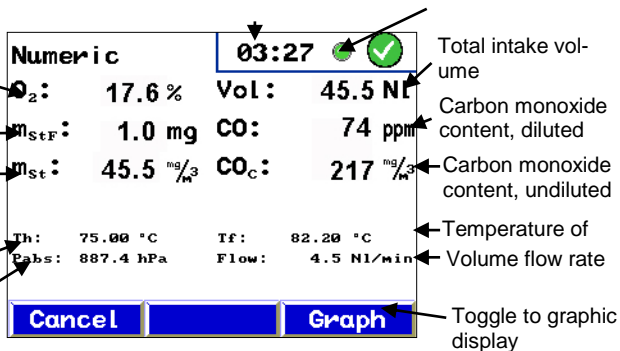 Numeric 03:27
O2: 17.6 % Vol: 45.5 Nl
mStF: 1.0 mg CO: 74 ppm
mSt: 45.5 mg/m3 COc: 217 mg/m3
Th: 75.00 °C Tf: 82.20 °C
Pabs: 887.4 hPa Flow: 4.5 Nl/min
Cancel Graph
Total intake vol-
ume
Carbon monoxide
content, diluted
Carbon monoxide
content, undiluted
Temperature of
Volume flow rate
Toggle to graphic
display